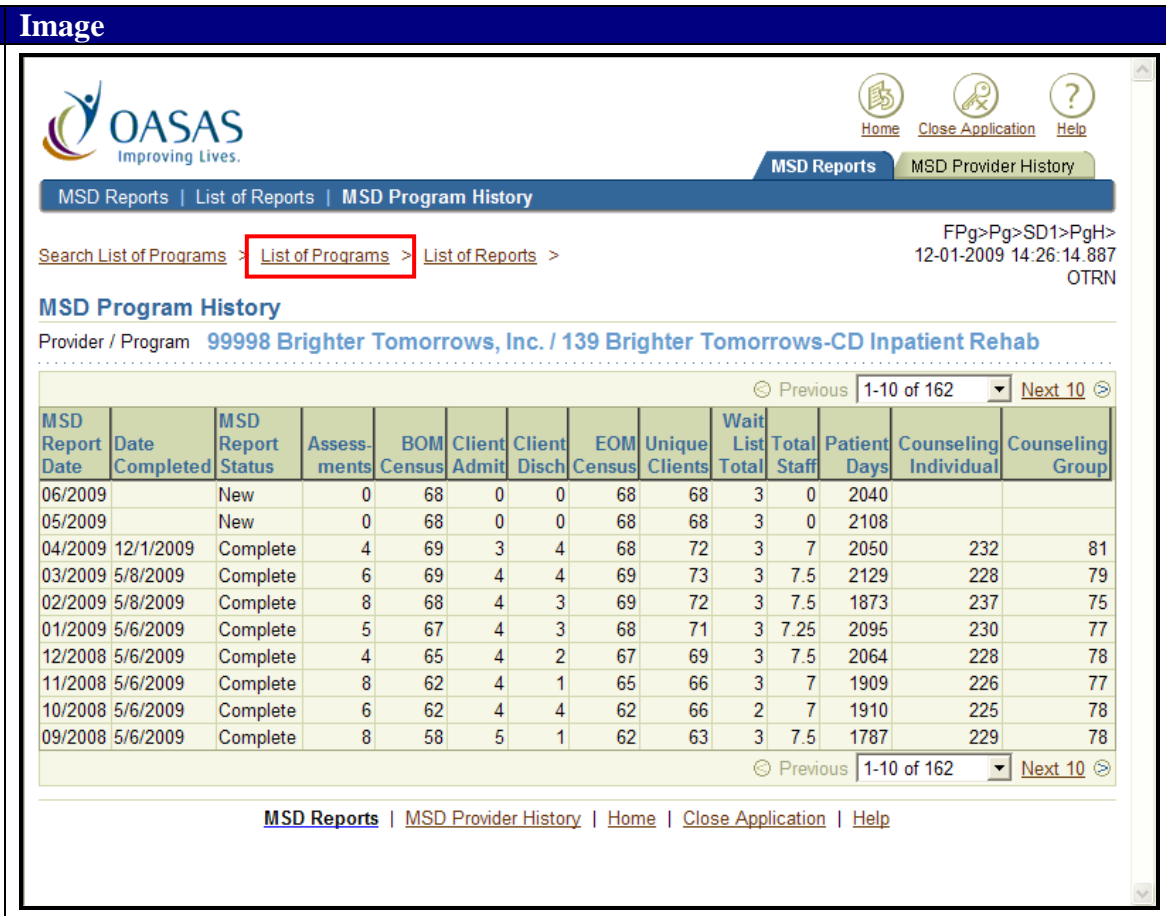 Image
OASAS
Improving Lives.
Home Close Application ? Help
MSD Reports MSD Provider History
MSD Reports | List of Reports | MSD Program History
Search List of Programs > List of Programs > List of Reports >
FPg>Pg>SD1>PgH>
12-01-2009 14:26:14.887
OTRN
MSD Program History
Provider / Program 99998 Brighter Tomorrows, Inc. / 139 Brighter Tomorrows-CD Inpatient Rehab
Previous 1-10 of 162 Next 10
MSD Report Date Date Completed MSD Report Status Assess-ments BOM Census Client Admit Client Disch EOM Census Unique Clients Wait List Total Total Staff Patient Days Counseling Individual Counseling Group
06/2009 New 0 68 0 0 68 68 3 0 2040
05/2009 New 0 68 0 0 68 68 3 0 2108
04/2009 12/1/2009 Complete 4 69 3 4 68 72 3 7 2050 232 81
03/2009 5/8/2009 Complete 6 69 4 4 69 73 3 7.5 2129 228 79
02/2009 5/8/2009 Complete 8 68 4 3 69 72 3 7.5 1873 237 75
01/2009 5/6/2009 Complete 5 67 4 3 68 71 3 7.25 2095 230 77
12/2008 5/6/2009 Complete 4 65 4 2 67 69 3 7.5 2064 228 78
11/2008 5/6/2009 Complete 8 62 4 1 65 66 3 7 1909 226 77
10/2008 5/6/2009 Complete 6 62 4 4 62 66 2 7 1910 225 78
09/2008 5/6/2009 Complete 8 58 5 1 62 63 3 7.5 1787 229 78
Previous 1-10 of 162 Next 10
MSD Reports | MSD Provider History | Home | Close Application | Help